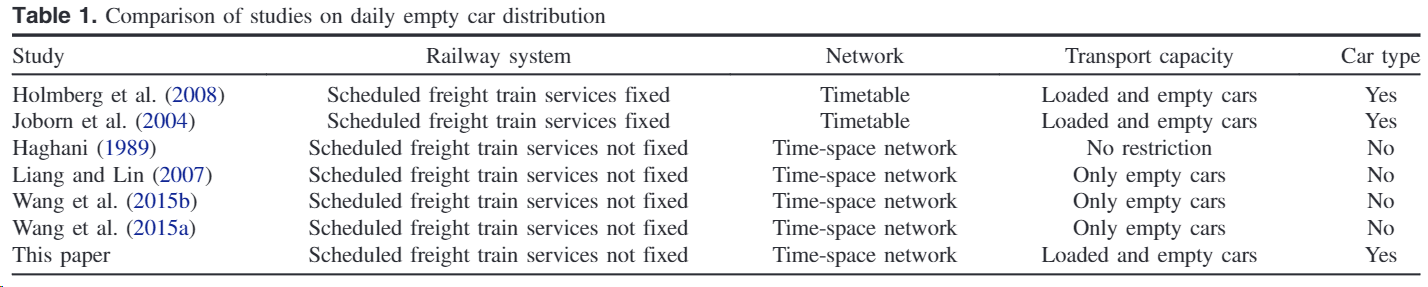 Table 1. Comparison of studies on daily empty car distribution
Study Railway system Network Transport capacity Car type
Holmberg et al. (2008) Scheduled freight train services fixed Timetable Loaded and empty cars Yes
Joborn et al. (2004) Scheduled freight train services fixed Timetable Loaded and empty cars Yes
Haghani (1989) Scheduled freight train services not fixed Time-space network No restriction No
Liang and Lin (2007) Scheduled freight train services not fixed Time-space network Only empty cars No
Wang et al. (2015b) Scheduled freight train services not fixed Time-space network Only empty cars No
Wang et al. (2015a) Scheduled freight train services not fixed Time-space network Only empty cars No
This paper Scheduled freight train services not fixed Time-space network Loaded and empty cars Yes